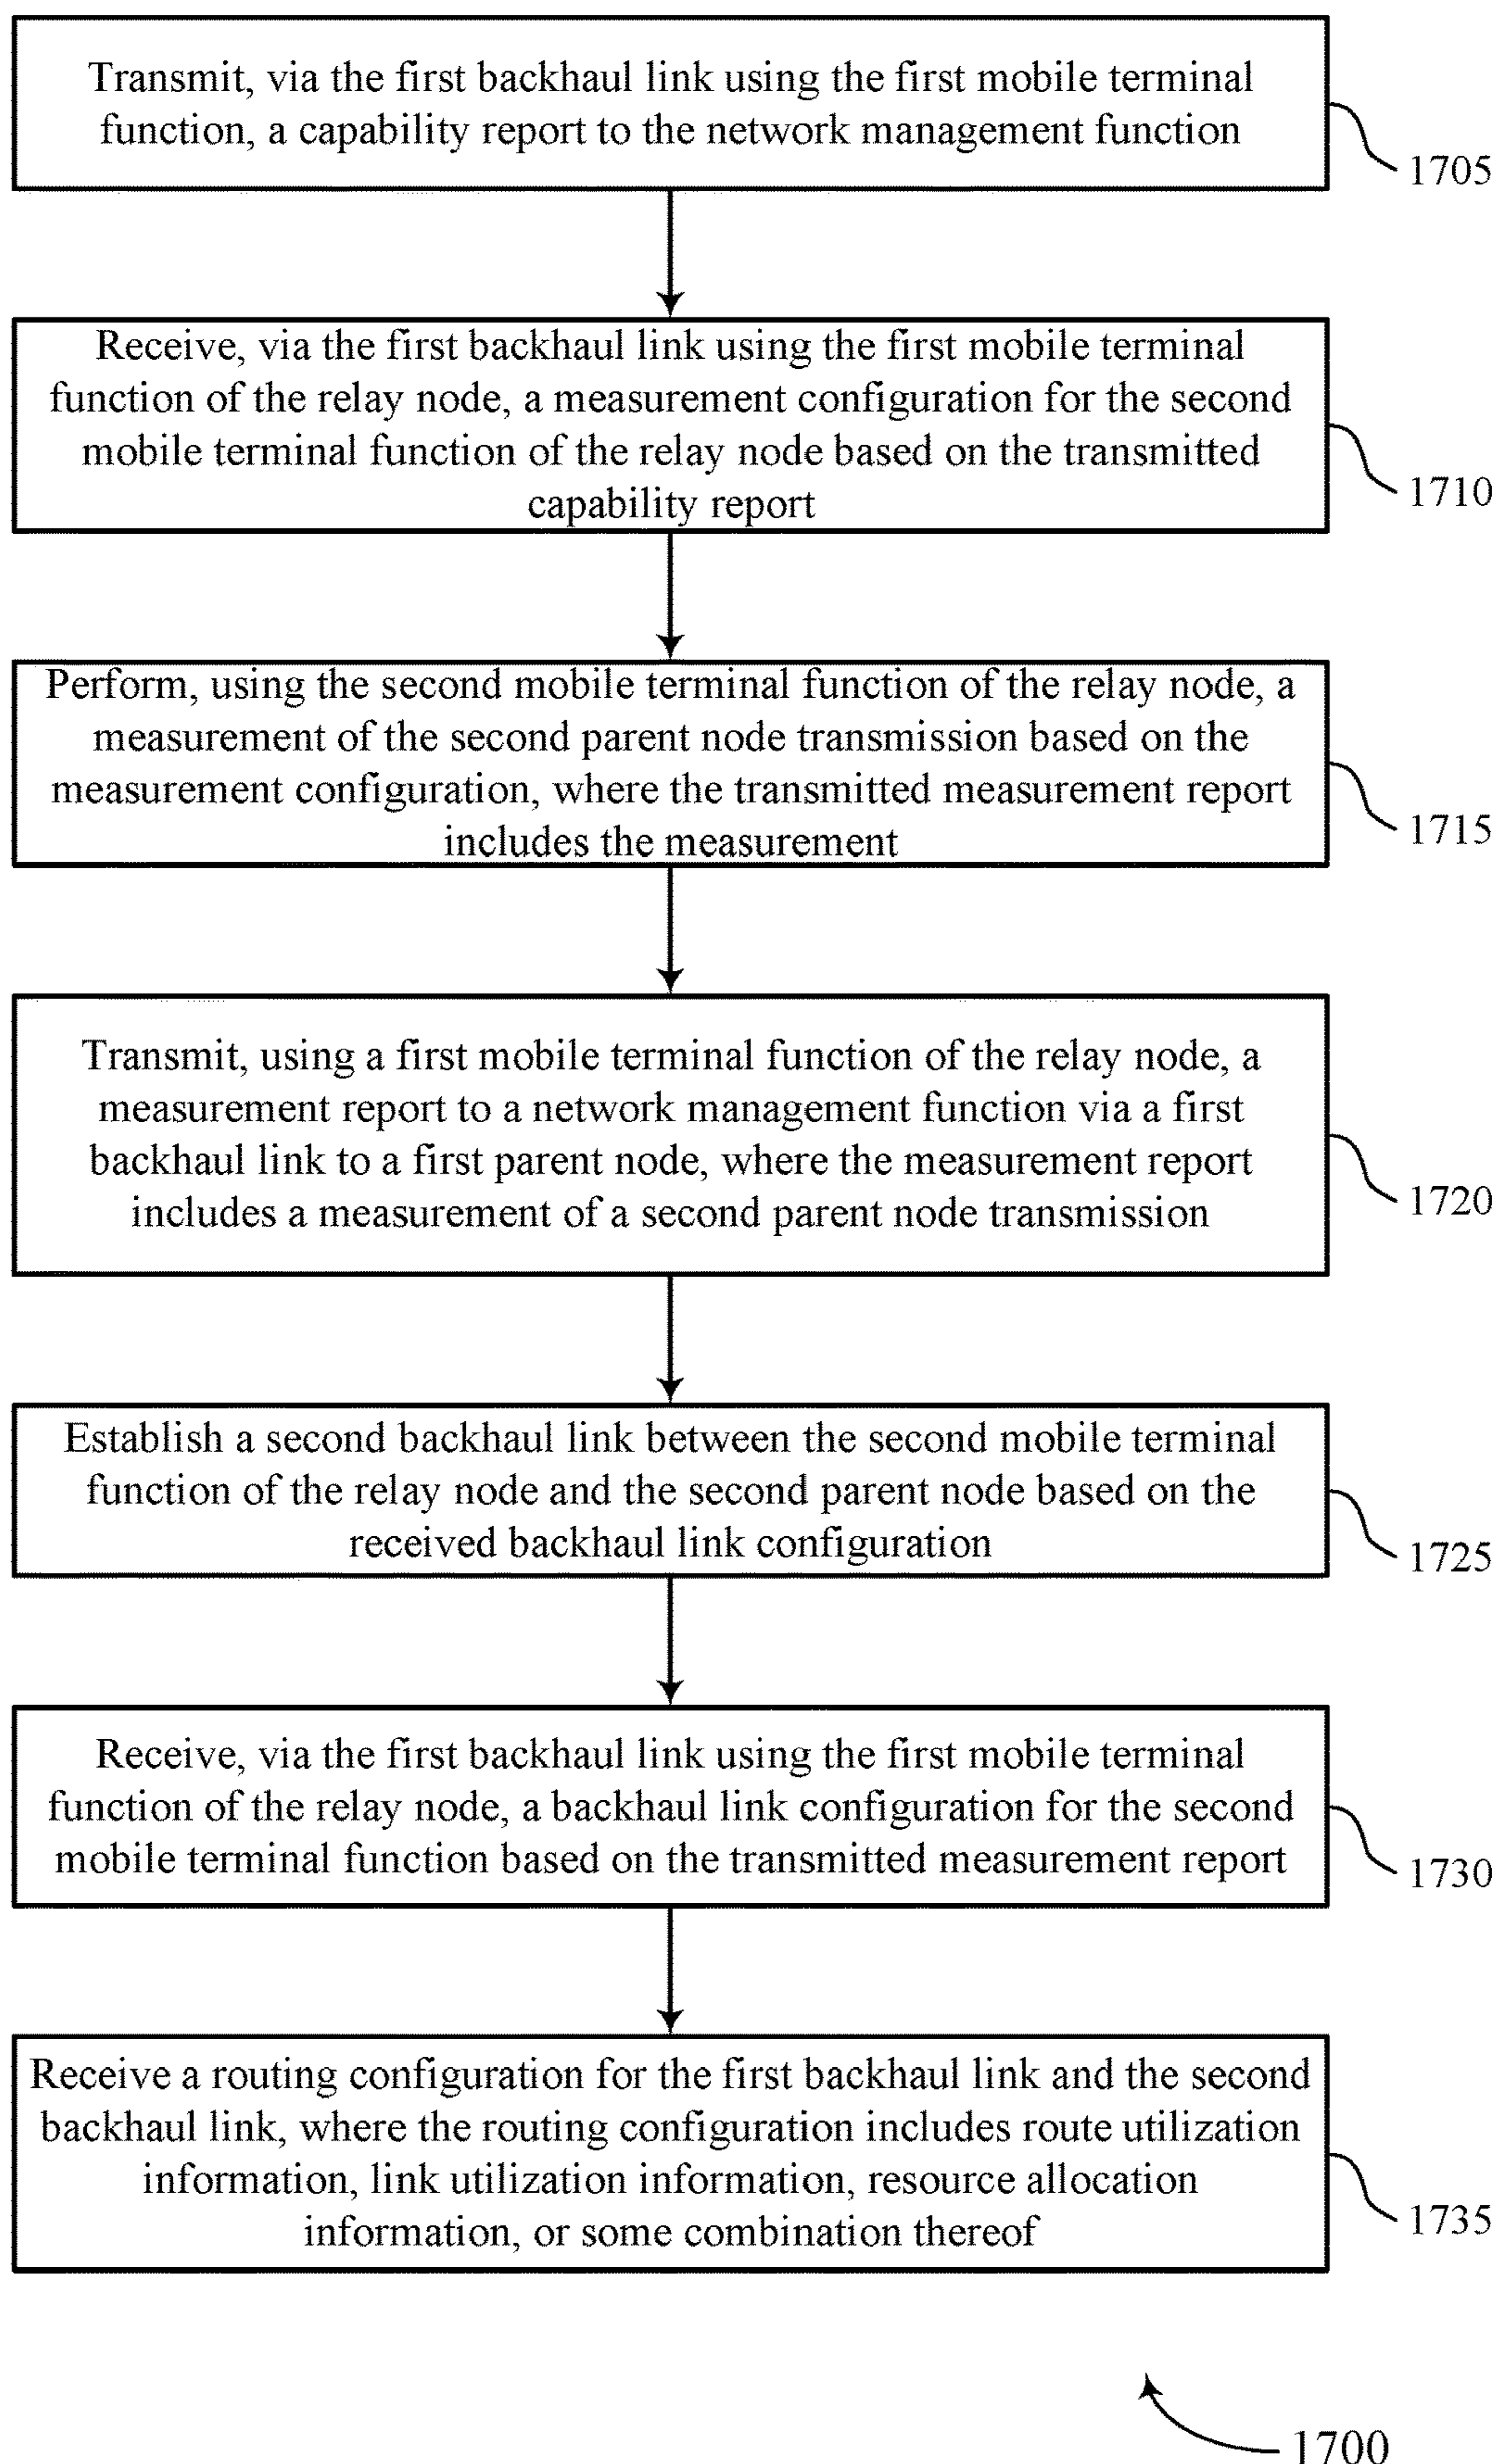 Transmit, via the first backhaul link using the first mobile terminal
function, a capability report to the network management function
1705
Receive, via the first backhaul link using the first mobile terminal
function of the relay node, a measurement configuration for the second
mobile terminal function of the relay node based on the transmitted
capability report
1710
Perform, using the second mobile terminal function of the relay node, a
measurement of the second parent node transmission based on the
measurement configuration, where the transmitted measurement report
includes the measurement
1715
Transmit, using a first mobile terminal function of the relay node, a
measurement report to a network management function via a first
backhaul link to a first parent node, where the measurement report
includes a measurement of a second parent node transmission
1720
Establish a second backhaul link between the second mobile terminal
function of the relay node and the second parent node based on the
received backhaul link configuration
1725
Receive, via the first backhaul link using the first mobile terminal
function of the relay node, a backhaul link configuration for the second
mobile terminal function based on the transmitted measurement report
1730
Receive a routing configuration for the first backhaul link and the second
backhaul link, where the routing configuration includes route utilization
information, link utilization information, resource allocation
information, or some combination thereof
1735
1700